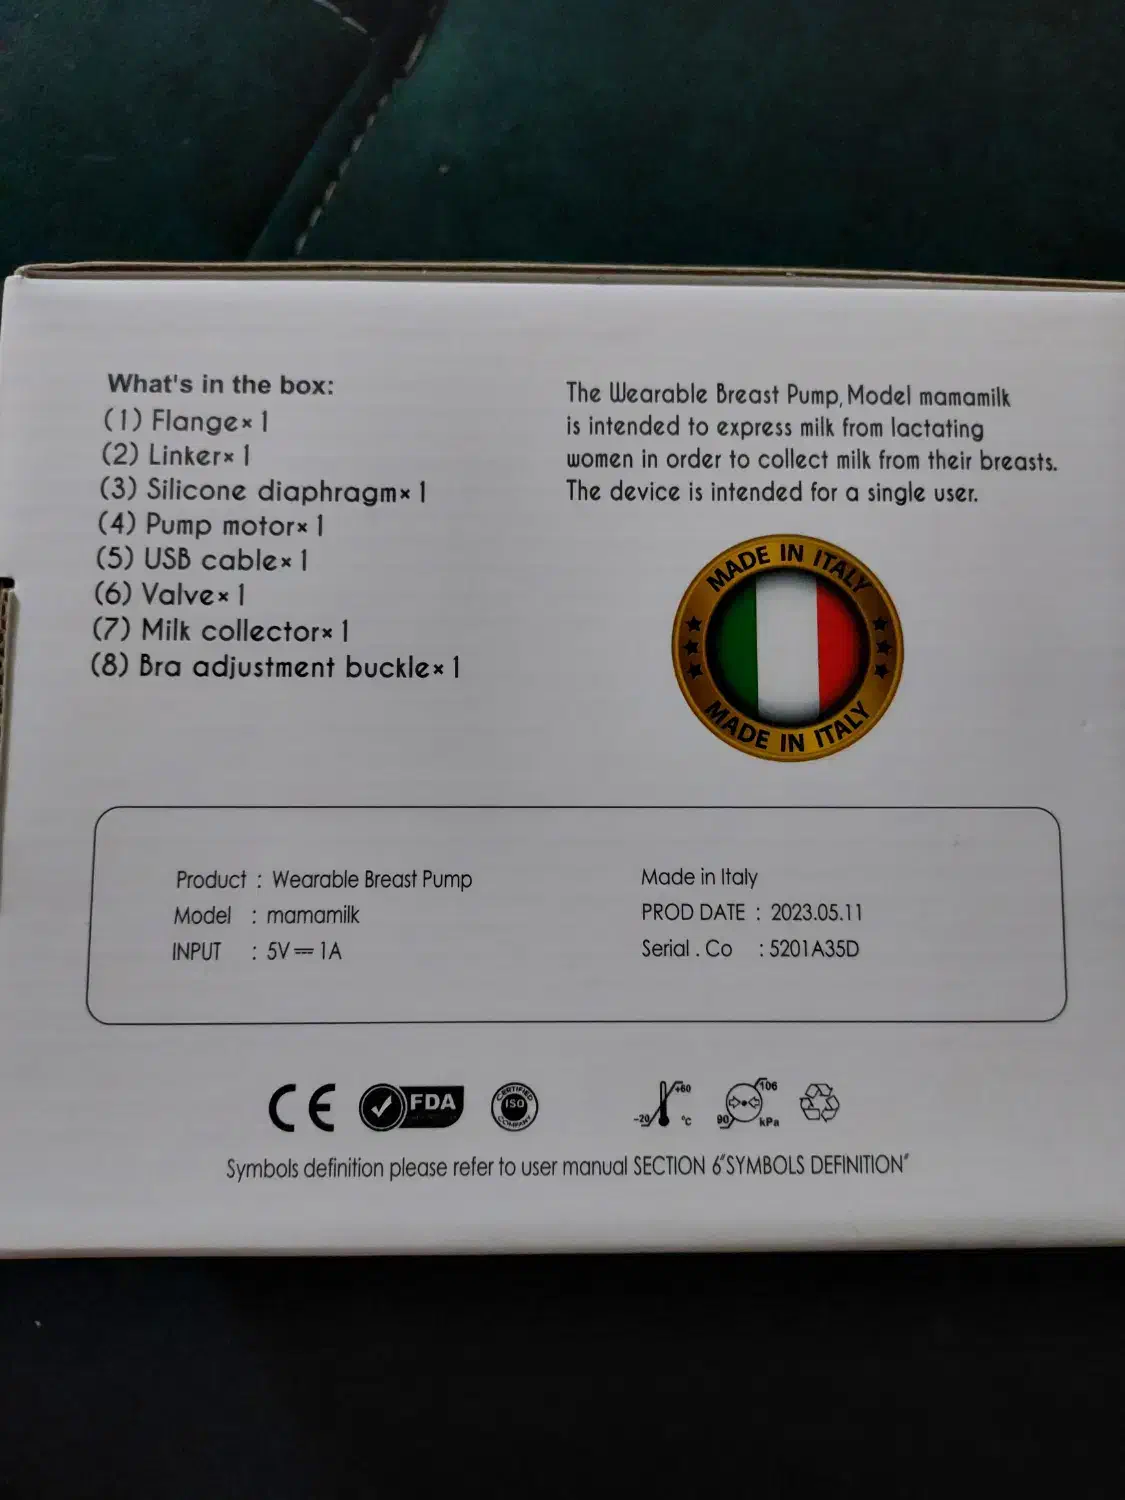 What's in the box:
(1) Flange× 1
(2) Linker× 1
(3) Silicone diaphragm× 1
(4) Pump motor× 1
(5) USB cable× 1
(6) Valve× 1
(7) Milk collector× 1
(8) Bra adjustment buckle× 1
The Wearable Breast Pump, Model mamamilk
is intended to express milk from lactating
women in order to collect milk from their breasts.
The device is intended for a single user.
MADE IN ITALY
MADE IN ITALY
Product : Wearable Breast Pump
Model : mamamilk
INPUT : 5V⎓1A
Made in Italy
PROD DATE : 2023.05.11
Serial . Co : 5201A35D
CE
FDA
CERTIFIED
ISO
COMPANY
+60
-20
°C
106
90
kPa
Symbols definition please refer to user manual SECTION 6"SYMBOLS DEFINITION"